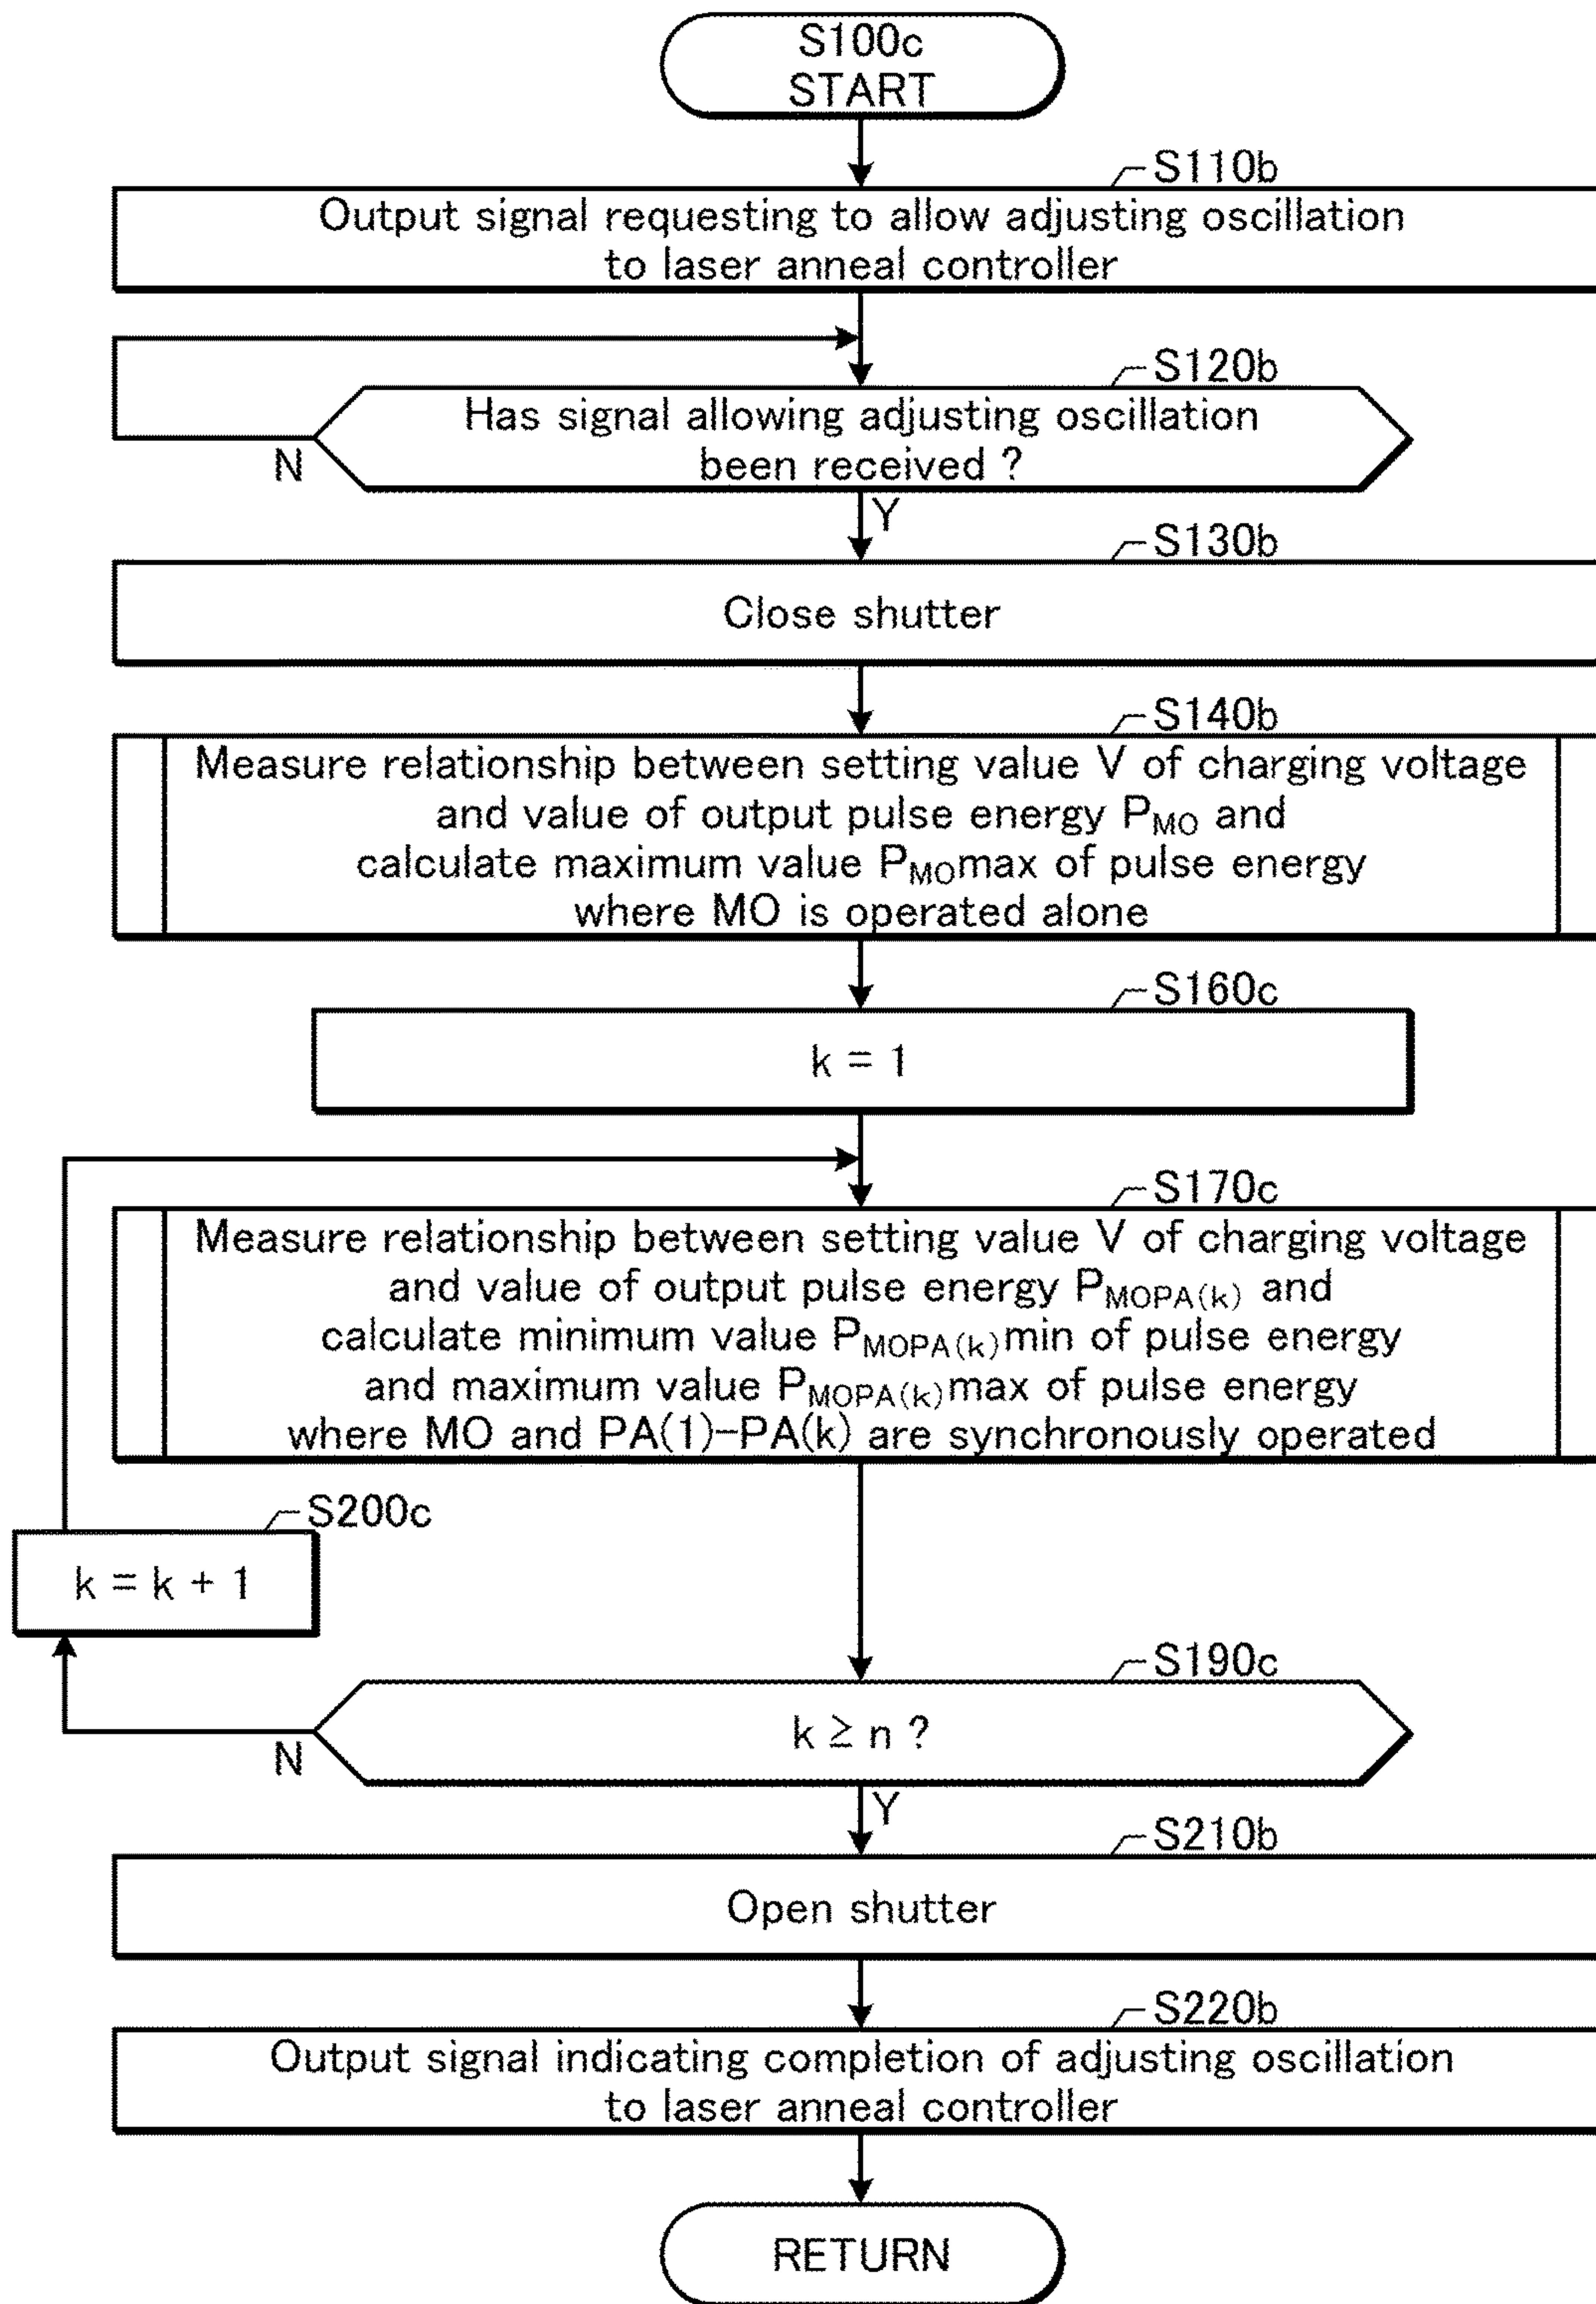 S100c
START
S110b
Output signal requesting to allow adjusting oscillation
to laser anneal controller
S120b
Has signal allowing adjusting oscillation
been received ?
N
Y
S130b
Close shutter
S140b
Measure relationship between setting value V of charging voltage
and value of output pulse energy PMO and
calculate maximum value PMOmax of pulse energy
where MO is operated alone
S160c
k = 1
S170c
Measure relationship between setting value V of charging voltage
and value of output pulse energy PMOPA(k) and
calculate minimum value PMOPA(k)min of pulse energy
and maximum value PMOPA(k)max of pulse energy
where MO and PA(1)-PA(k) are synchronously operated
S200c
k = k + 1
S190c
k ≥ n ?
N
Y
S210b
Open shutter
S220b
Output signal indicating completion of adjusting oscillation
to laser anneal controller
RETURN